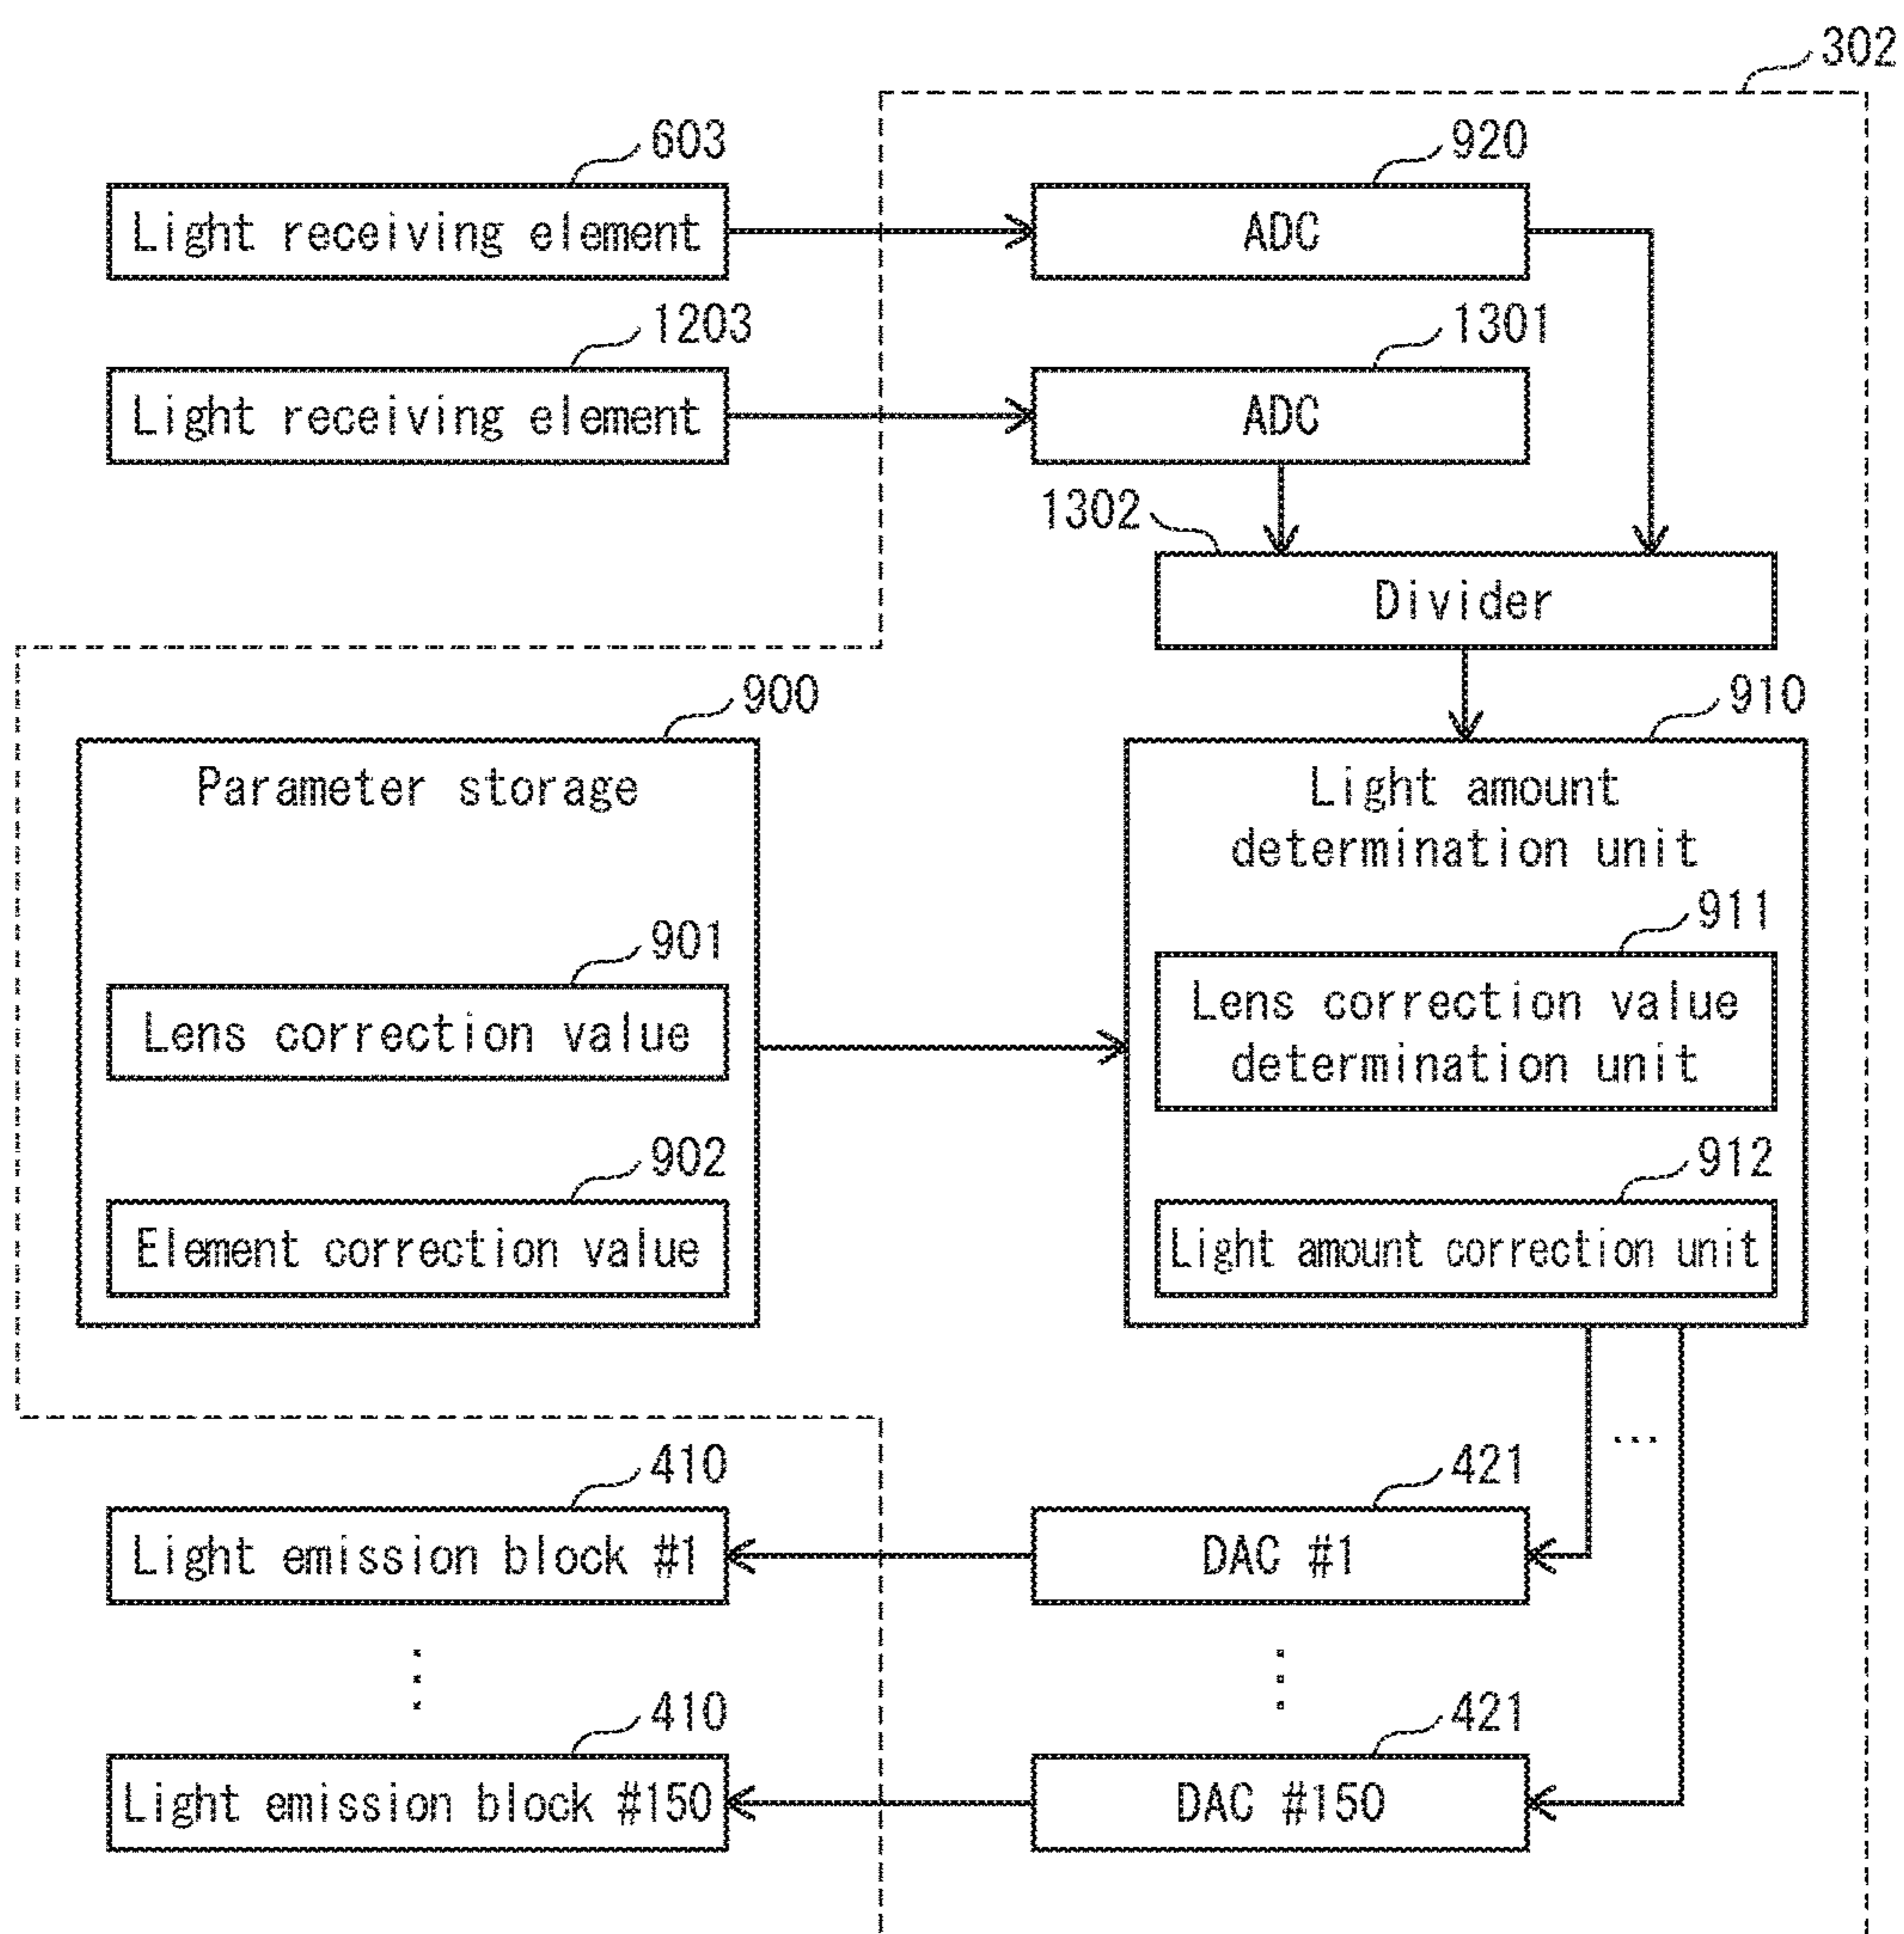 302
603
920
Light receiving element
ADC
1203
1301
Light receiving element
ADC
1302
Divider
900
910
Parameter storage
Light amount
determination unit
901
911
Lens correction value
Lens correction value
determination unit
902
912
Element correction value
Light amount correction unit
...
410
421
Light emission block #1
DAC #1
410
421
Light emission block #150
DAC #150